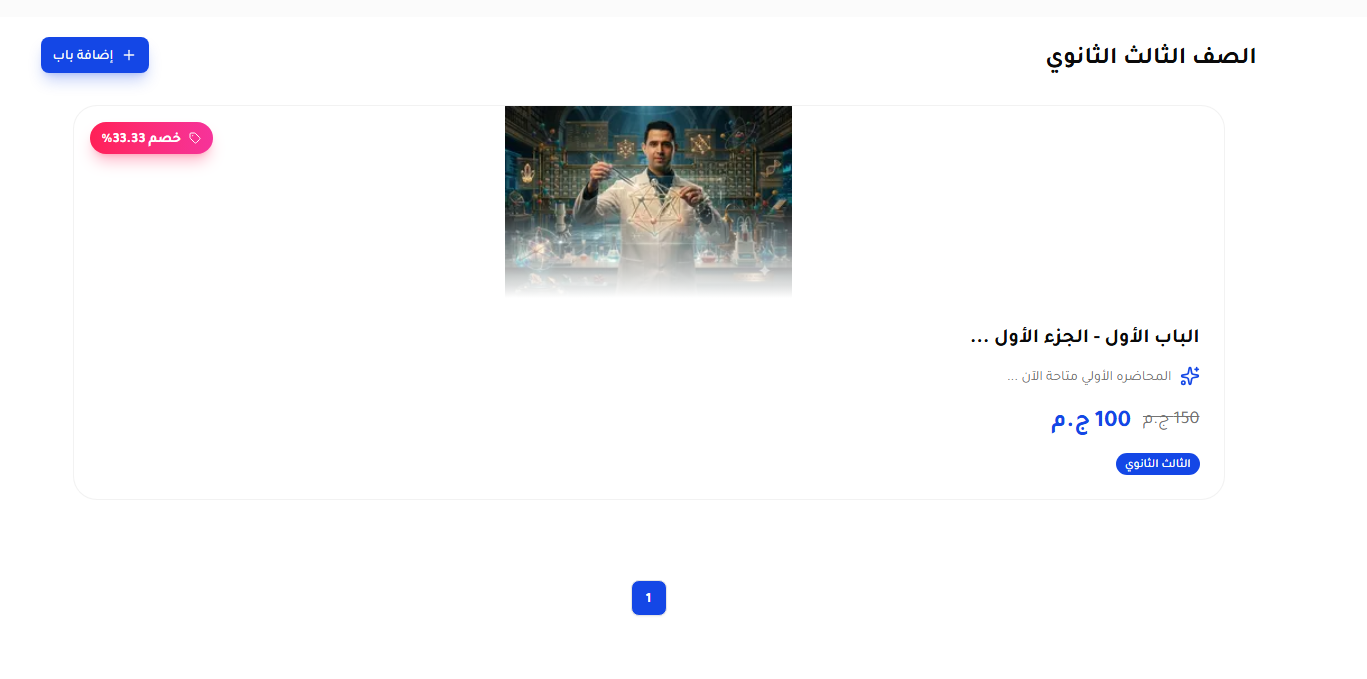 الصف الثالث الثانوي
إضافة باب
خصم 33.33%
الباب الأول - الجزء الأول ...
المحاضره الأولي متاحة الآن ...
150 ج.م 100 ج.م
الثالث الثانوي
1